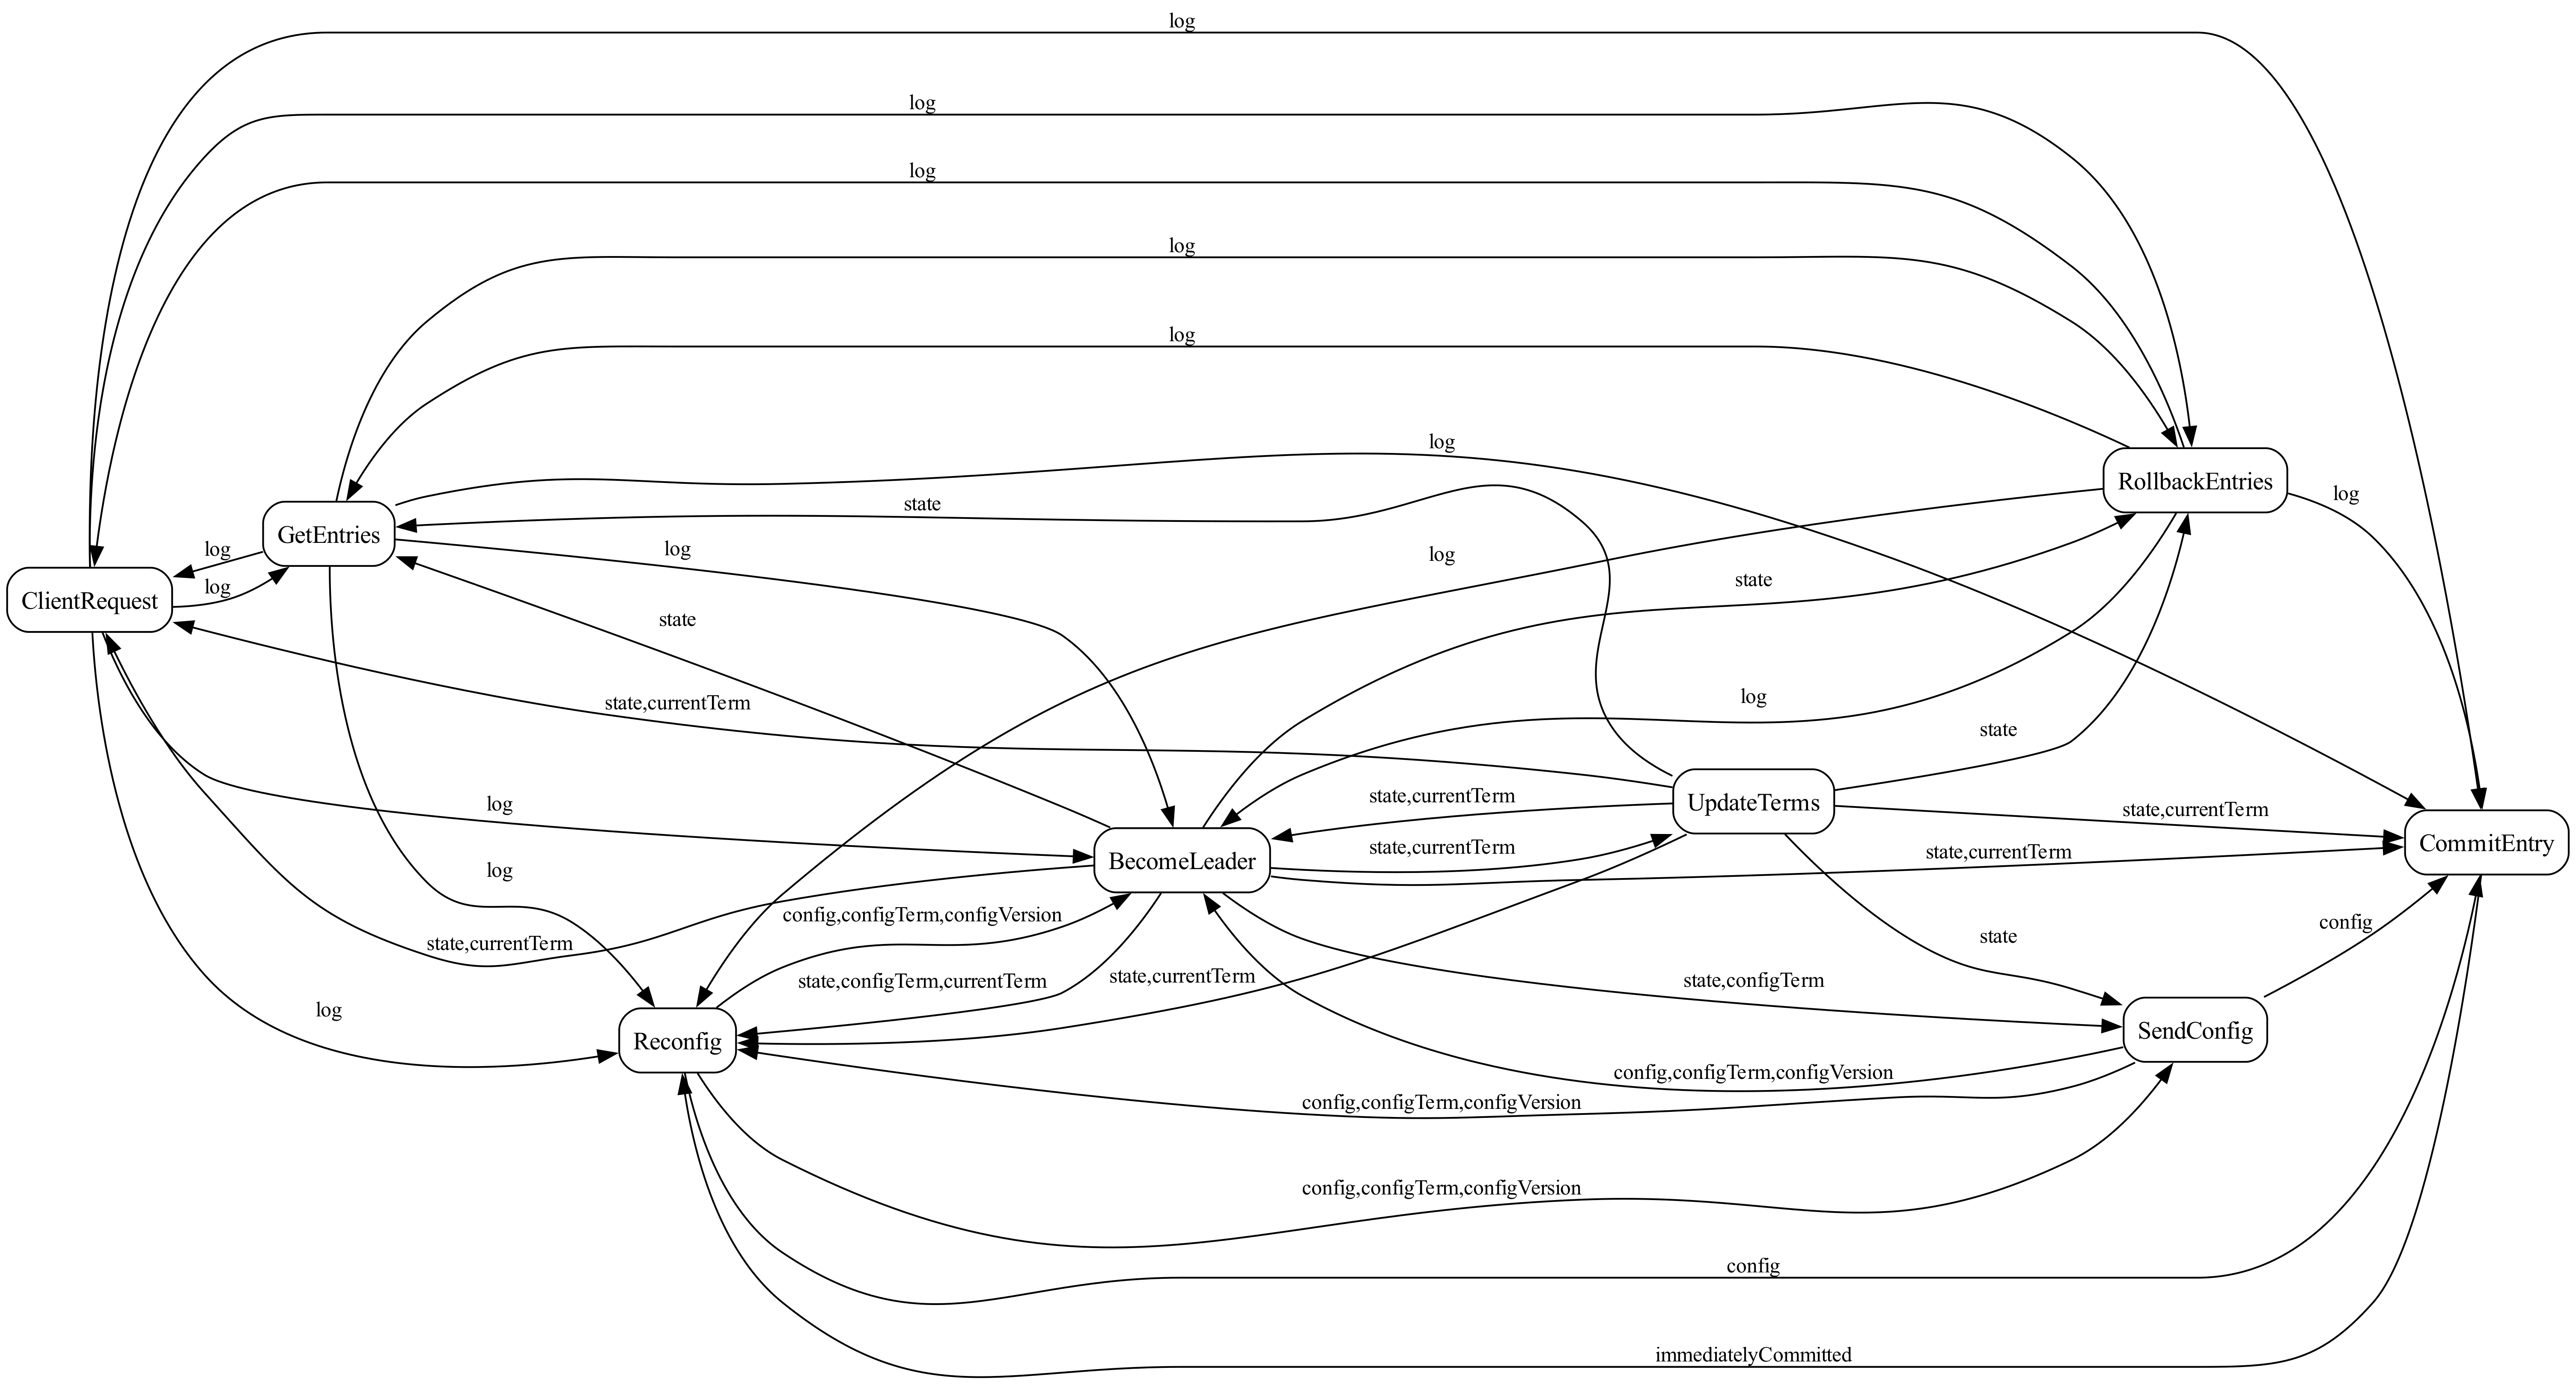 log
log
log
log
log
log
RollbackEntries
log
state
GetEntries
log
log
log
state
log
ClientRequest
state
state,currentTerm
log
state
state,currentTerm
UpdateTerms
log
state,currentTerm
CommitEntry
state,currentTerm
state,currentTerm
BecomeLeader
log
config,configTerm,configVersion
config
state
state,currentTerm
state,configTerm,currentTerm
state,currentTerm
state,configTerm
log
SendConfig
Reconfig
config,configTerm,configVersion
config,configTerm,configVersion
config,configTerm,configVersion
config
immediatelyCommitted